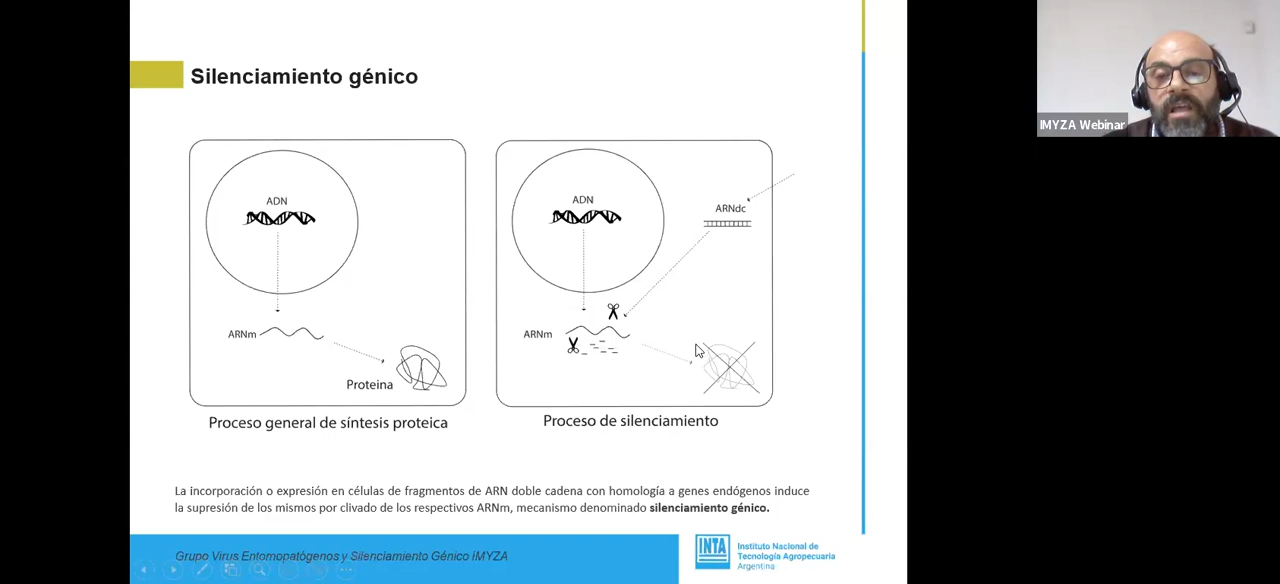 Silenciamiento génico
ADN
ARNm
Proteina
Proceso general de síntesis proteica
ADN
ARNdc
ARNm
Proceso de silenciamiento
La incorporación o expresión en células de fragmentos de ARN doble cadena con homología a genes endógenos induce
la supresión de los mismos por clivado de los respectivos ARNm, mecanismo denominado silenciamiento génico.
Grupo Virus Entomopatógenos y Silenciamiento Génico IMYZA
INTA
Instituto Nacional de
Tecnología Agropecuaria
Argentina
IMYZA Webinar